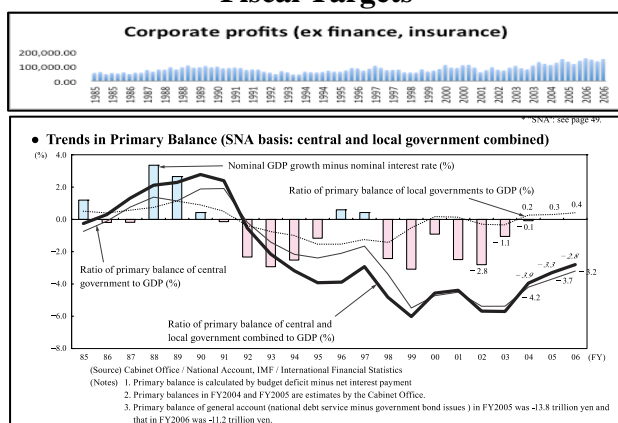 Fiscal Targets
Corporate profits (ex finance, insurance)
200,000.00
100,000.00
0.00
1985 1985 1986 1987 1988 1988 1989 1990 1991 1991 1992 1993 1994 1994 1995 1996 1997 1997 1998 1999 2000 2000 2001 2002 2003 2003 2004 2005 2006 2006
* "SNA": see page 49.
● Trends in Primary Balance (SNA basis: central and local government combined)
(%)
4.0
2.0
0.0
−2.0
−4.0
−6.0
−8.0
Nominal GDP growth minus nominal interest rate (%)
Ratio of primary balance of local governments to GDP (%)
0.2 0.3 0.4
−0.1
−1.1
−2.8
Ratio of primary balance of central
government to GDP (%)
−3.9 −3.3 −2.8
−4.2 −3.7 −3.2
Ratio of primary balance of central and
local government combined to GDP (%)
85 86 87 88 89 90 91 92 93 94 95 96 97 98 99 00 01 02 03 04 05 06 (FY)
(Source) Cabinet Office / National Account, IMF / International Financial Statistics
(Notes) 1. Primary balance is calculated by budget deficit minus net interest payment
2. Primary balances in FY2004 and FY2005 are estimates by the Cabinet Office.
3. Primary balance of general account (national debt service minus government bond issues ) in FY2005 was -13.8 trillion yen and
that in FY2006 was -11.2 trillion yen.